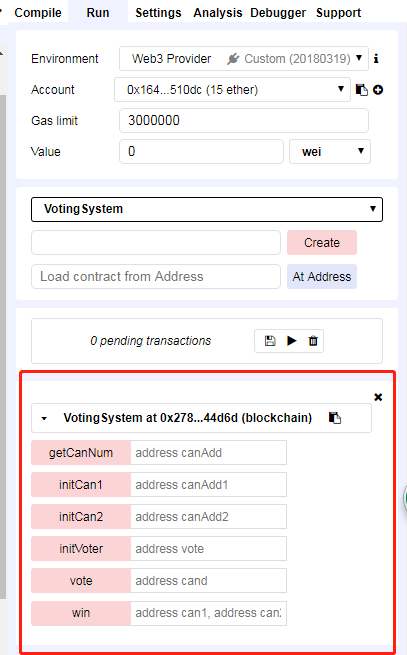 Compile Run Settings Analysis Debugger Support
Environment Web3 Provider Custom (20180319)
Account 0x164...510dc (15 ether)
Gas limit 3000000
Value 0 wei
VotingSystem
Create
Load contract from Address At Address
0 pending transactions
VotingSystem at 0x278...44d6d (blockchain)
getCanNum address canAdd
initCan1 address canAdd1
initCan2 address canAdd2
initVoter address vote
vote address cand
win address can1, address can2